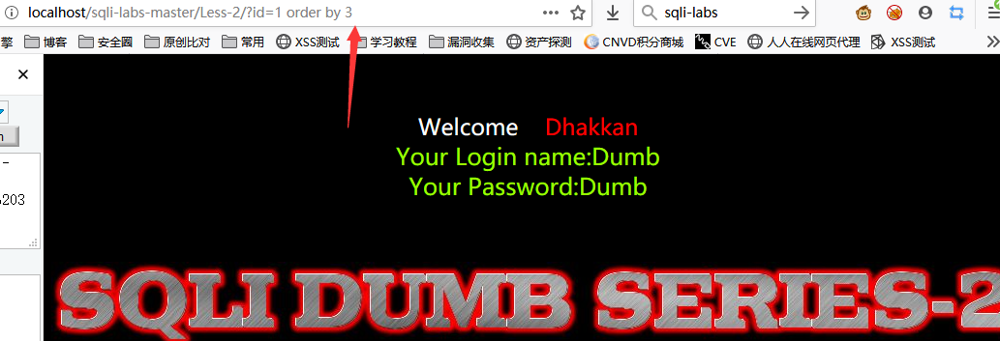 localhost/sqli-labs-master/Less-2/?id=1 order by 3 sqli-labs
擎 博客 安全圈 原创比对 常用 XSS测试 学习教程 漏洞收集 资产探测 CNVD积分商城 CVE 人人在线网页代理 XSS测试
n
-
203
Welcome Dhakkan
Your Login name:Dumb
Your Password:Dumb
SQLI DUMB SERIES-2